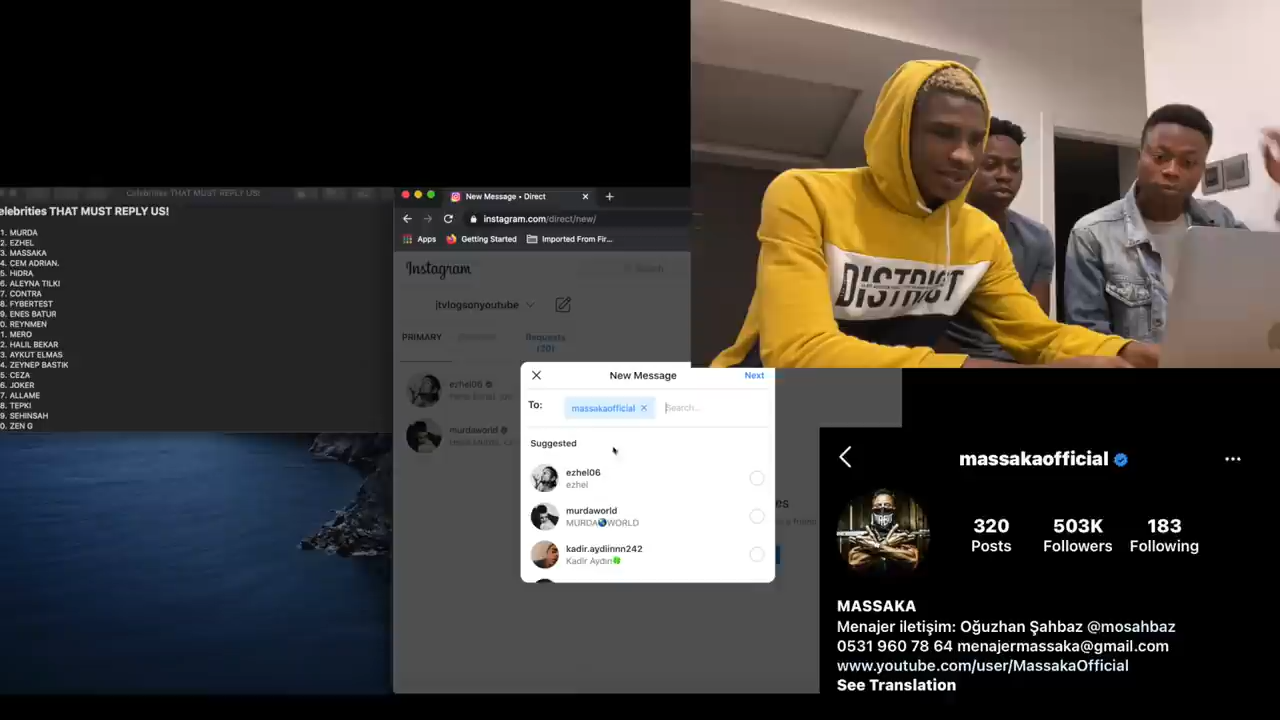 Celebrities THAT MUST REPLY US!
elebrities THAT MUST REPLY US!
1. MURDA
2. EZHEL
3. MASSAKA
4. CEM ADRIAN.
5. HiDRA
6. ALEYNA TILKI
7. CONTRA
8. FYBERTEST
9. ENES BATUR
0. REYNMEN
1. MERO
2. HALIL BEKAR
3. AYKUT ELMAS
4. ZEYNEP BASTIK
5. CEZA
6. JOKER
7. ALLAME
8. TEPKI
9. SEHINSAH
0. ZEN G
New Message • Direct
instagram.com/direct/new/
Apps
Getting Started
Imported From Fir...
Instagram
Search
jtvlogsonyoutube
PRIMARY
Requests
(20)
ezhel06
murdaworld
New Message
Next
To:
massakaofficial
Search...
Suggested
ezhel06
ezhel
murdaworld
MURDA🌎WORLD
kadir.aydiinnn242
Kadir Aydın
DISTRICT
massakaofficial
320
Posts
503K
Followers
183
Following
MASSAKA
Menajer iletişim: Oğuzhan Şahbaz @mosahbaz
0531 960 78 64 menajermassaka@gmail.com
www.youtube.com/user/MassakaOfficial
See Translation